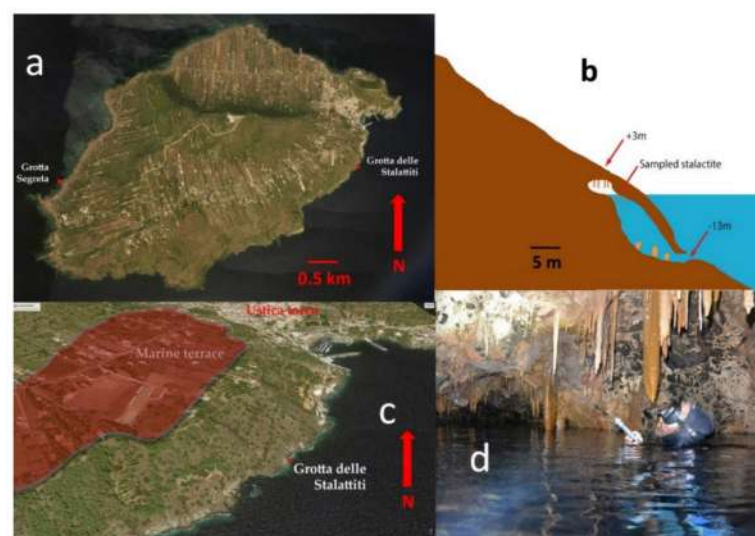 a
Grotta
Segreta
Grotta delle
Stalattiti
0.5 km
N
b
+3m
Sampled stalactite
-13m
5 m
Ustica town
Marine terrace
c
Grotta delle
Stalattiti
N
d